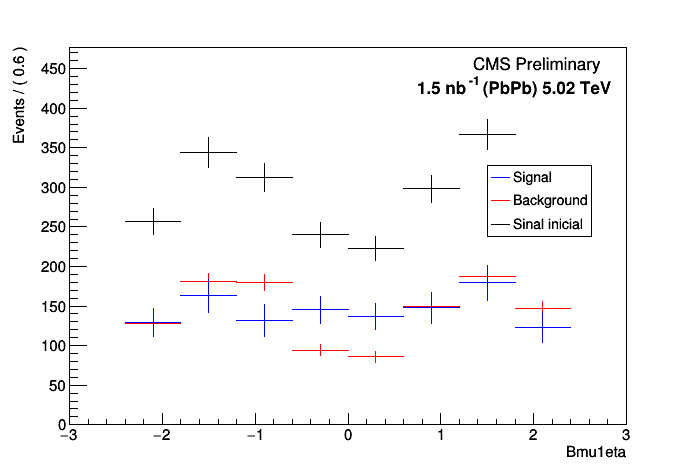 CMS Preliminary
1.5 nb⁻¹ (PbPb) 5.02 TeV
Events / ( 0.6 )
450
400
350
300
250
200
150
100
50
0
Signal
Background
Sinal inicial
−3 −2 −1 0 1 2 3
Bmu1eta